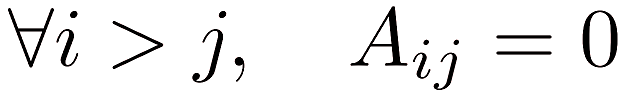 ∀i > j, A_{ij} = 0